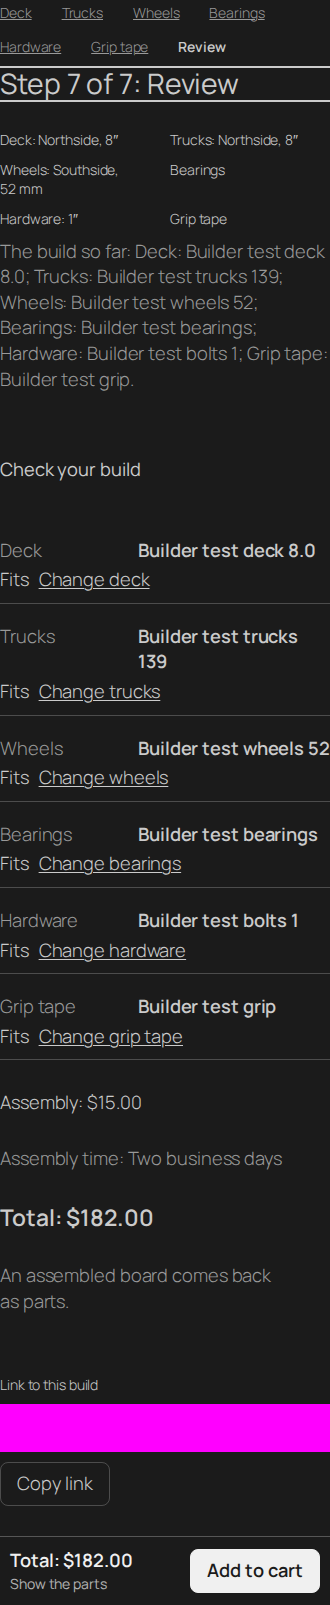 Deck Trucks Wheels Bearings
Hardware Grip tape Review
Step 7 of 7: Review
Deck: Northside, 8″ Trucks: Northside, 8″
Wheels: Southside, 52 mm Bearings
Hardware: 1″ Grip tape
The build so far: Deck: Builder test deck
8.0; Trucks: Builder test trucks 139;
Wheels: Builder test wheels 52;
Bearings: Builder test bearings;
Hardware: Builder test bolts 1; Grip tape:
Builder test grip.
Check your build
Deck Builder test deck 8.0
Fits Change deck
Trucks Builder test trucks 139
Fits Change trucks
Wheels Builder test wheels 52
Fits Change wheels
Bearings Builder test bearings
Fits Change bearings
Hardware Builder test bolts 1
Fits Change hardware
Grip tape Builder test grip
Fits Change grip tape
Assembly: $15.00
Assembly time: Two business days
Total: $182.00
An assembled board comes back
as parts.
Link to this build
Copy link
Total: $182.00
Show the parts
Add to cart